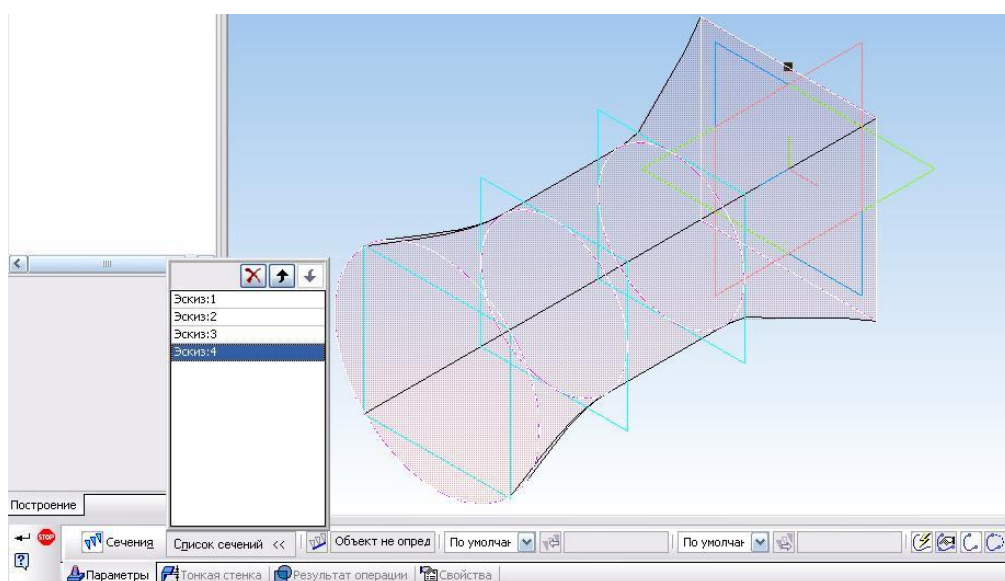 Эскиз:1
Эскиз:2
Эскиз:3
Эскиз:4
Построение
STOP Сечения Список сечений << Объект не опред По умолчан По умолчан
Параметры Тонкая стенка Результат операции Свойства